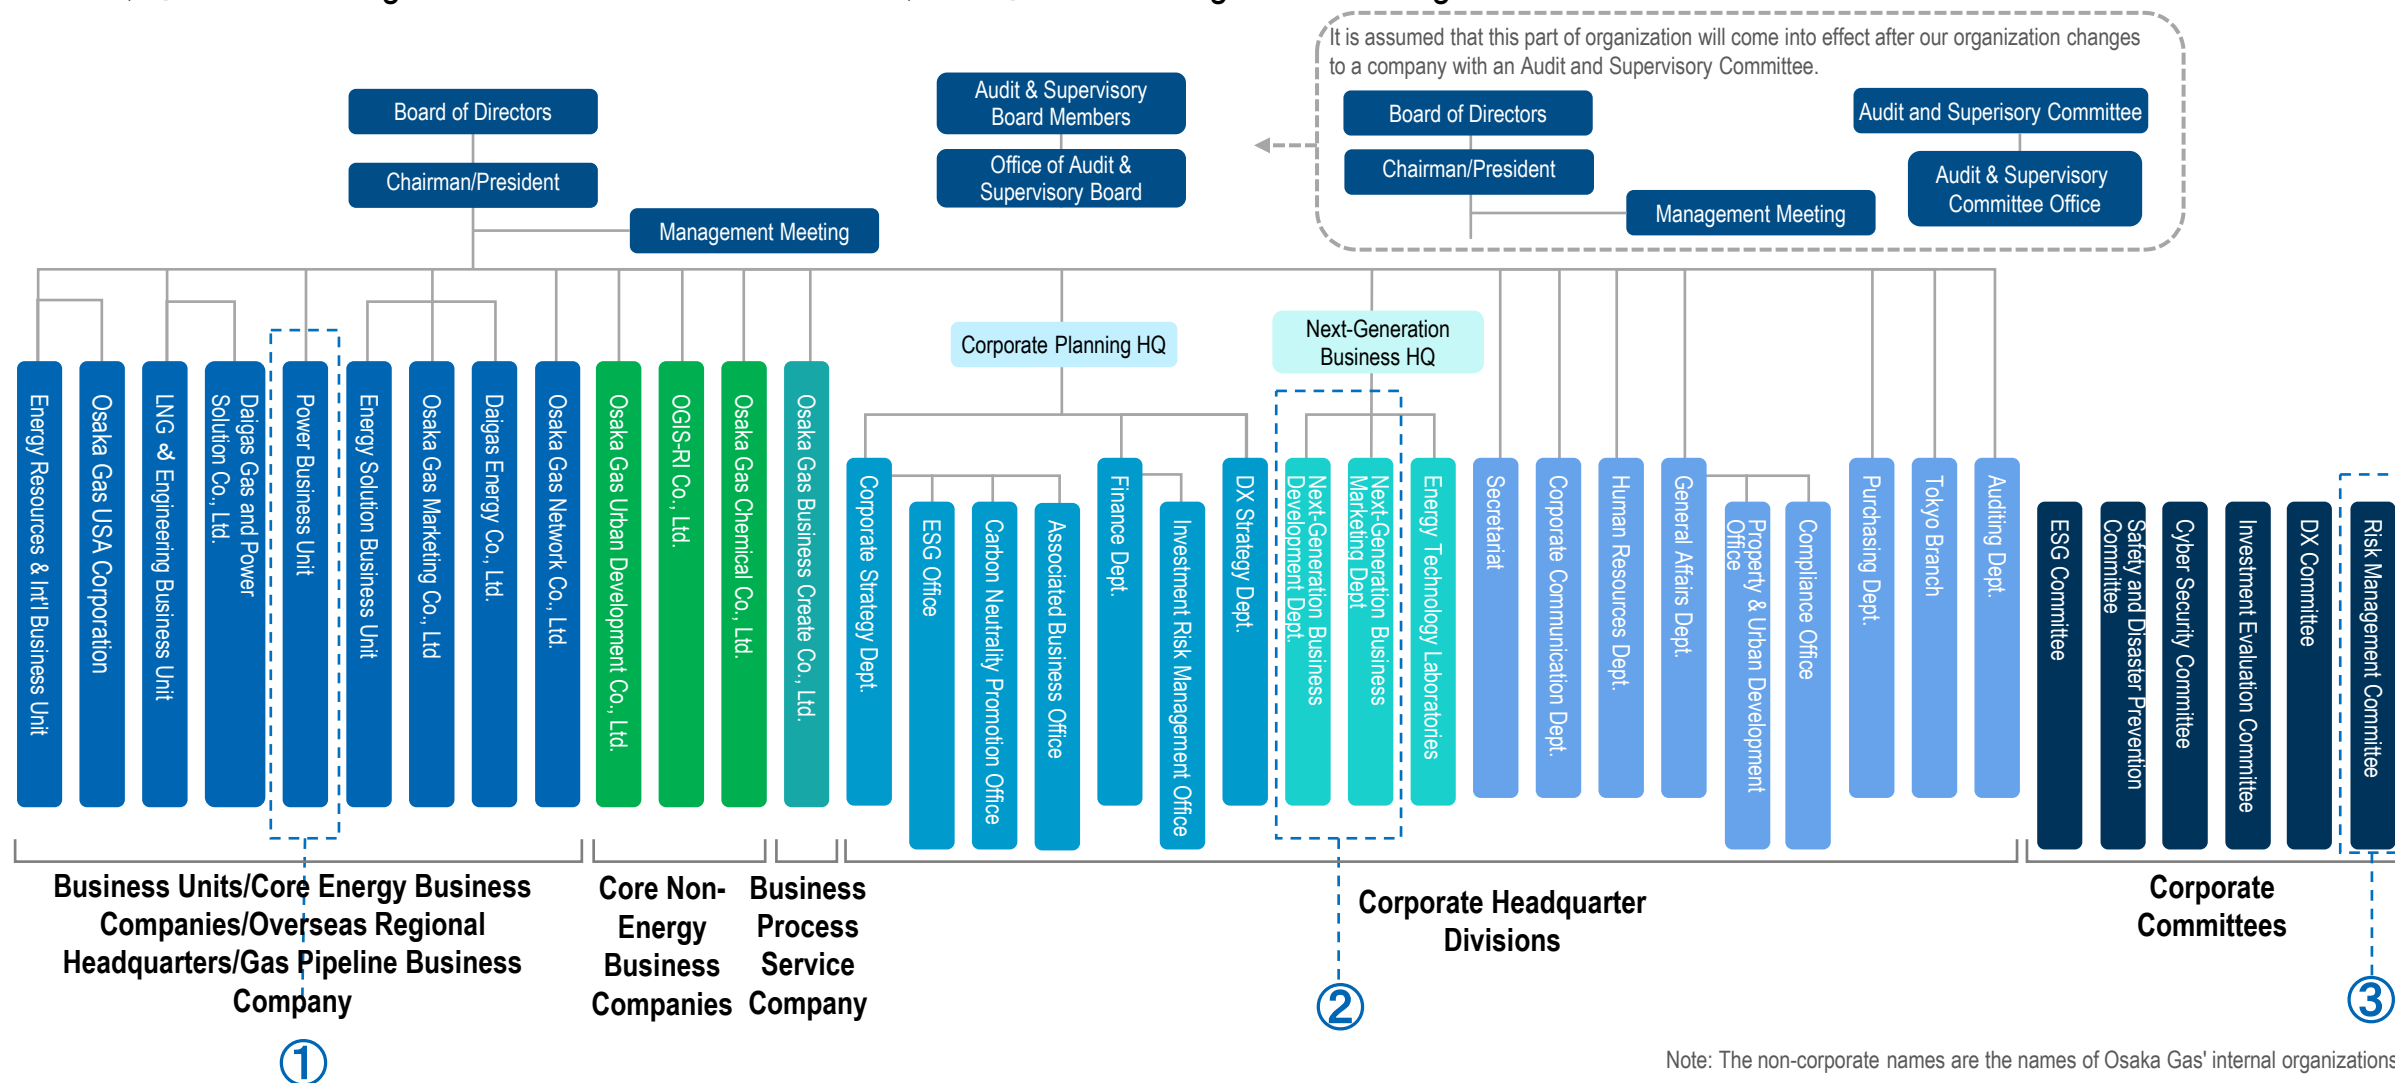 It is assumed that this part of organization will come into effect after our organization changes
to a company with an Audit and Supervisory Committee.
Board of Directors
Chairman/President
Management Meeting
Audit & Supervisory
Board Members
Office of Audit &
Supervisory Board
Board of Directors
Chairman/President
Management Meeting
Audit and Superisory Committee
Audit & Supervisory
Committee Office
Corporate Planning HQ
Next-Generation
Business HQ
Energy Resources & Int'l Business Unit
Osaka Gas USA Corporation
LNG & Engineering Business Unit
Daigas Gas and Power
Solution Co., Ltd.
Power Business Unit
Energy Solution Business Unit
Osaka Gas Marketing Co., Ltd
Daigas Energy Co., Ltd.
Osaka Gas Network Co., Ltd.
Osaka Gas Urban Development Co., Ltd.
OGIS-RI Co., Ltd.
Osaka Gas Chemical Co., Ltd.
Osaka Gas Business Create Co., Ltd.
Corporate Strategy Dept.
ESG Office
Carbon Neutrality Promotion Office
Associated Business Office
Finance Dept.
Investment Risk Management Office
DX Strategy Dept.
Next-Generation Business
Development Dept.
Next-Generation Business
Marketing Dept
Energy Technology Laboratories
Secretariat
Corporate Communication Dept.
Human Resources Dept.
General Affairs Dept.
Property & Urban Development
Office
Compliance Office
Purchasing Dept.
Tokyo Branch
Auditing Dept.
ESG Committee
Safety and Disaster Prevention
Committee
Cyber Security Committee
Investment Evaluation Committee
DX Committee
Risk Management Committee
Business Units/Core Energy Business
Companies/Overseas Regional
Headquarters/Gas Pipeline Business
Company
Core Non-
Energy
Business
Companies
Business
Process
Service
Company
Corporate Headquarter
Divisions
Corporate
Committees
①
②
③
Note: The non-corporate names are the names of Osaka Gas' internal organizations